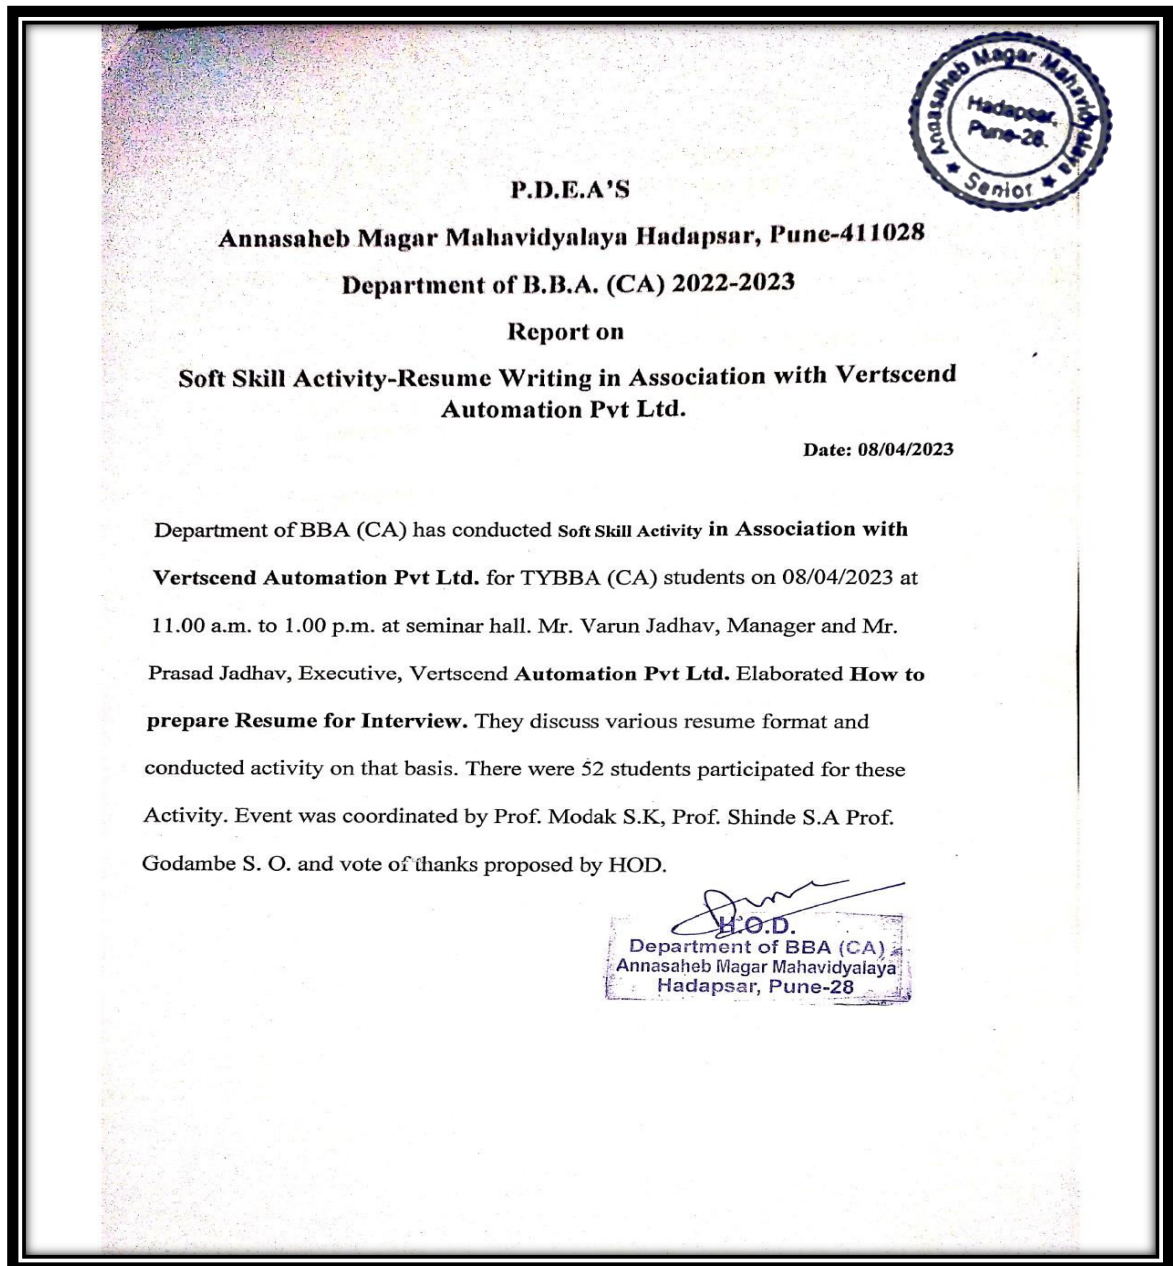 Annasaheb Magar Mahavidyalaya
Hadapsar,
Pune-28.
★ Senior ★
P.D.E.A'S
Annasaheb Magar Mahavidyalaya Hadapsar, Pune-411028
Department of B.B.A. (CA) 2022-2023
Report on
Soft Skill Activity-Resume Writing in Association with Vertscend
Automation Pvt Ltd.
Date: 08/04/2023
Department of BBA (CA) has conducted Soft Skill Activity in Association with
Vertscend Automation Pvt Ltd. for TYBBA (CA) students on 08/04/2023 at
11.00 a.m. to 1.00 p.m. at seminar hall. Mr. Varun Jadhav, Manager and Mr.
Prasad Jadhav, Executive, Vertscend Automation Pvt Ltd. Elaborated How to
prepare Resume for Interview. They discuss various resume format and
conducted activity on that basis. There were 52 students participated for these
Activity. Event was coordinated by Prof. Modak S.K, Prof. Shinde S.A Prof.
Godambe S. O. and vote of thanks proposed by HOD.
H.O.D.
Department of BBA (CA)
Annasaheb Magar Mahavidyalaya
Hadapsar, Pune-28